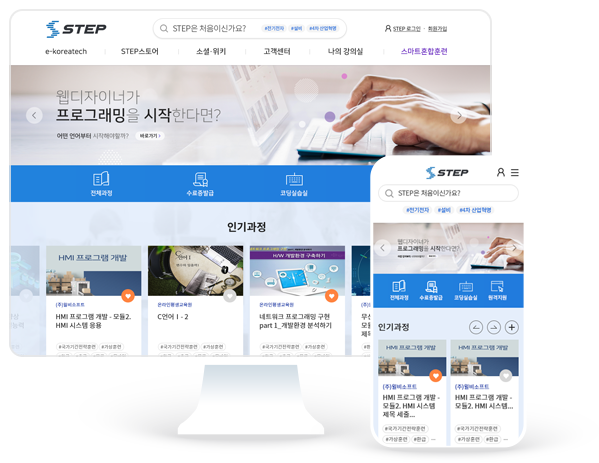 STEP
STEP은 처음이신가요?
#전기전자 #설비 #4차 산업혁명
STEP 로그인 · 회원가입
e-koreatech
STEP스토어
소셜·위키
고객센터
나의 강의실
스마트혼합훈련
웹디자이너가
프로그래밍을 시작한다면?
어떤 언어부터 시작해야할까?
바로가기 ›
전체과정
수료증발급
코딩실습실
인기과정
HMI 프로그램 개발
(주)윌비소프트
HMI 프로그램 개발 - 모듈2.
HMI 시스템 응용
#국가기간전략훈련 #가상훈련
온라인평생교육원
C언어 I - 2
#국가기간전략훈련 #가상훈련
H/W 개발환경 구축하기
온라인평생교육원
네트워크 프로그래밍 구현
part 1_개발환경 분석하기
#국가기간전략훈련 #가상훈련
STEP
STEP은 처음이신가요?
#전기전자 #설비 #4차 산업혁명
웹디자이너가
프로그래밍을 시작한다면?
전체과정
수료증발급
코딩실습실
원격지원
인기과정
HMI 프로그램 개발
(주)윌비소프트
HMI 프로그램 개발 -
모듈2. HMI 시스템
제목 세줄...
#국가기간전략훈련
#가상훈련 #환급 ···
HMI 프로그램 개발
(주)윌비소프트
HMI 프로그램 개발 -
모듈2. HMI 시스템...
#국가기간전략훈련
#가상훈련 #환급 ···